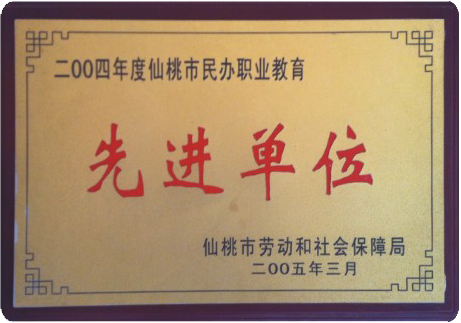 二OO四年度仙桃市民办职业教育
先进单位
仙桃市劳动和社会保障局
二OO五年三月